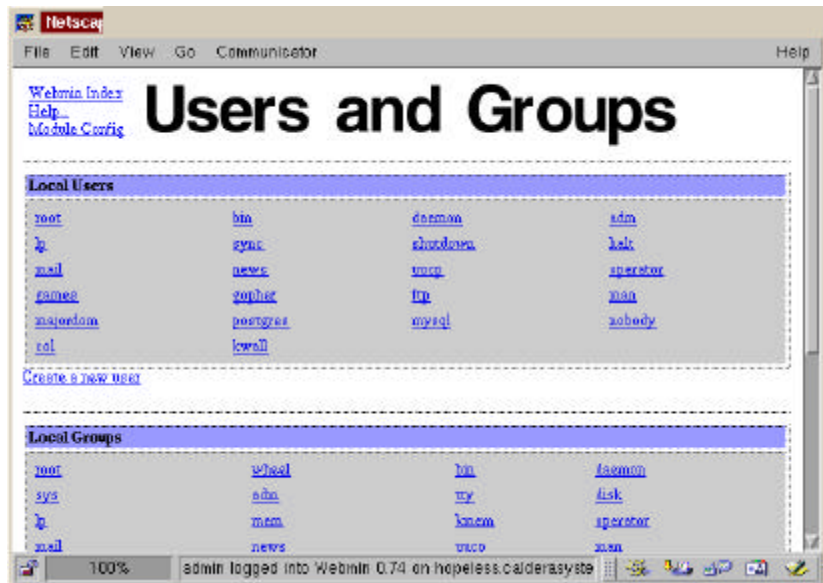 Netscap
File Edit View Go Communicator Help
Webmin Index
Help..
Module Config
Users and Groups
Local Users
root bin daemon adm
lp sync shutdown halt
mail news uucp operator
games gopher ftp man
majordom postgres mysql nobody
col kwall
Create a new user
Local Groups
root wheel bin daemon
sys adm tty disk
lp mem kmem operator
mail news uucp man
100% admin logged into Webmin 0.74 on hopeless.calderasyste